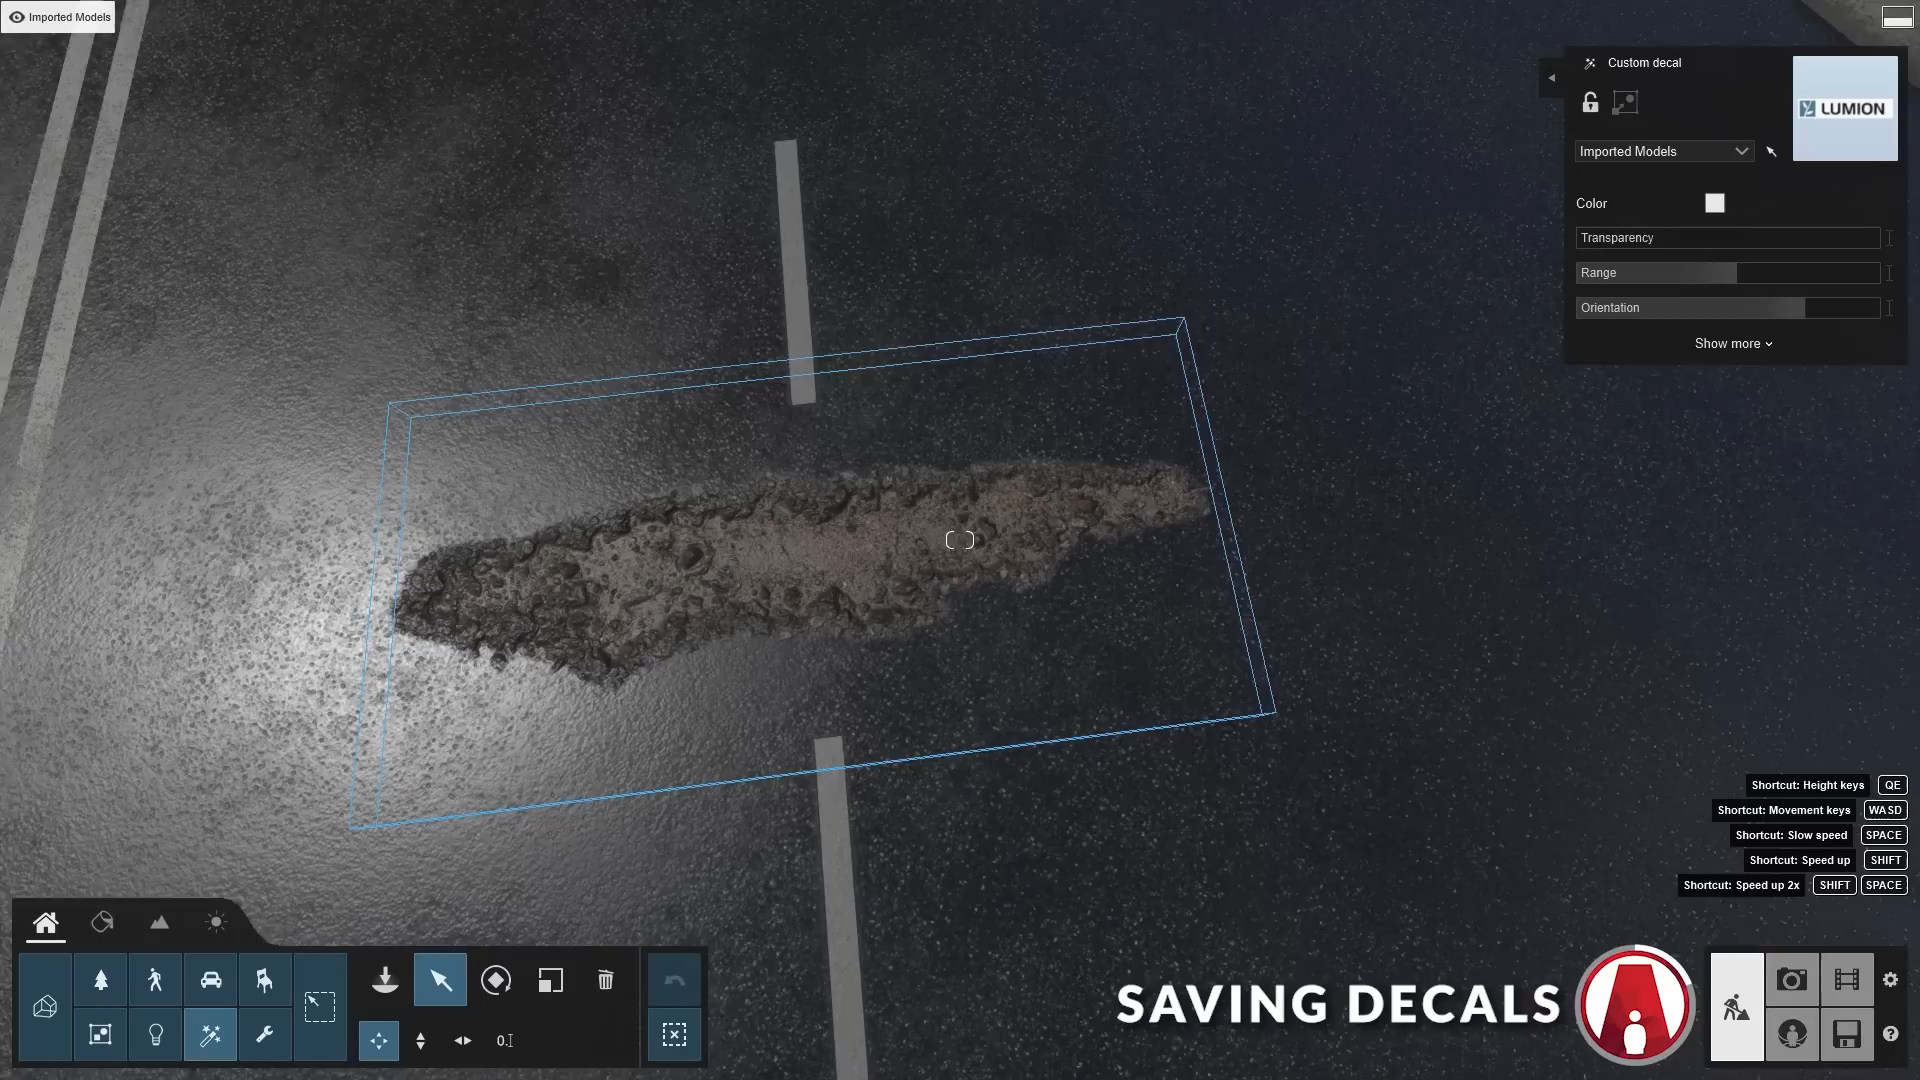 Imported Models
Custom decal
LUMION
Imported Models
Color
Transparency
Range
Orientation
Show more
Shortcut: Height keys QE
Shortcut: Movement keys WASD
Shortcut: Slow speed SPACE
Shortcut: Speed up SHIFT
Shortcut: Speed up 2x SHIFT SPACE
0.
SAVING DECALS
?